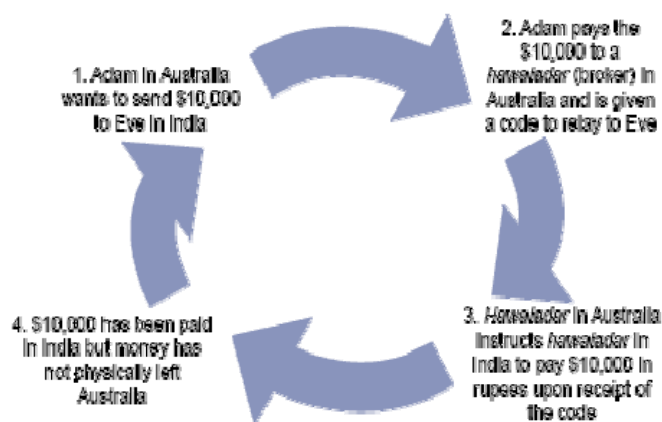 1. Adam in Australia
wants to send $10,000
to Eve in India
2. Adam pays the
$10,000 to a
hawaladar (broker) in
Australia and is given
a code to relay to Eve
3. Hawaladar in Australia
instructs hawaladar in
India to pay $10,000 in
rupees upon receipt of
the code
4. $10,000 has been paid
in India but money has
not physically left
Australia